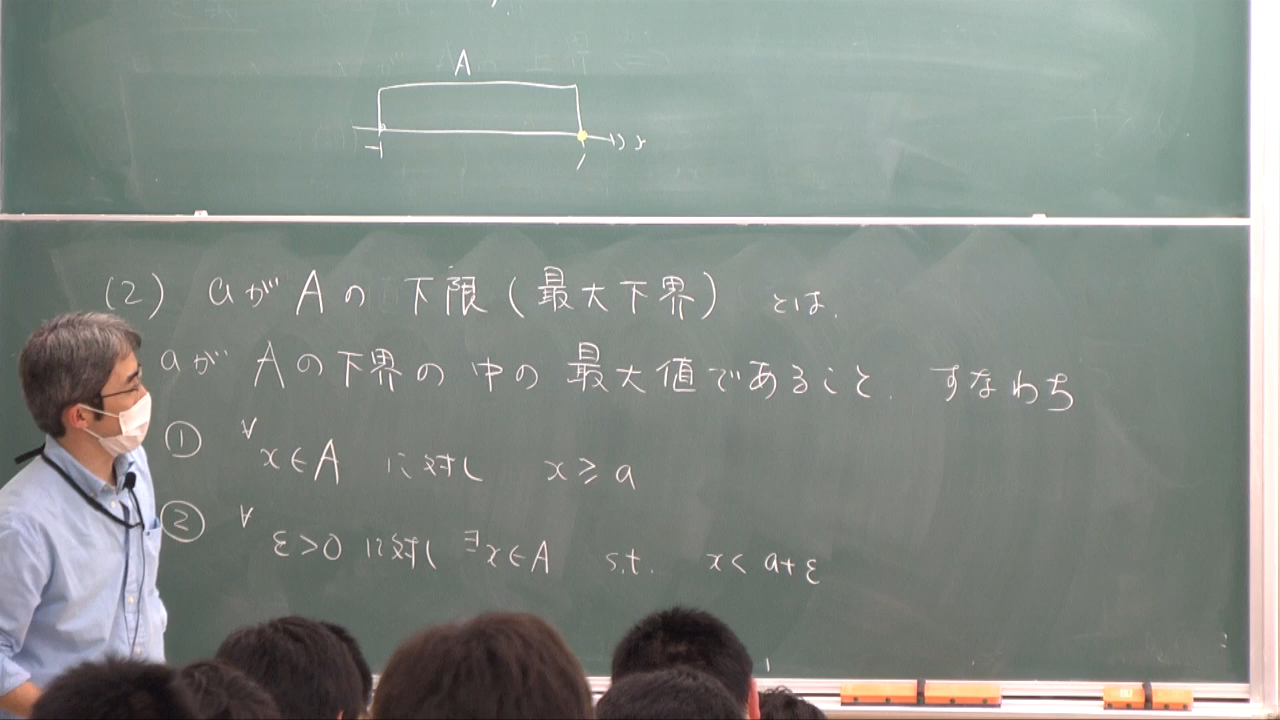 A
-1 1
(2) aがAの下限(最大下界) とは、
aがAの下界の中の最大値であること. すなわち
① ∀x∈A に対し x≥a
② ∀ε>0 に対し ∃x∈A s.t. x<a+ε